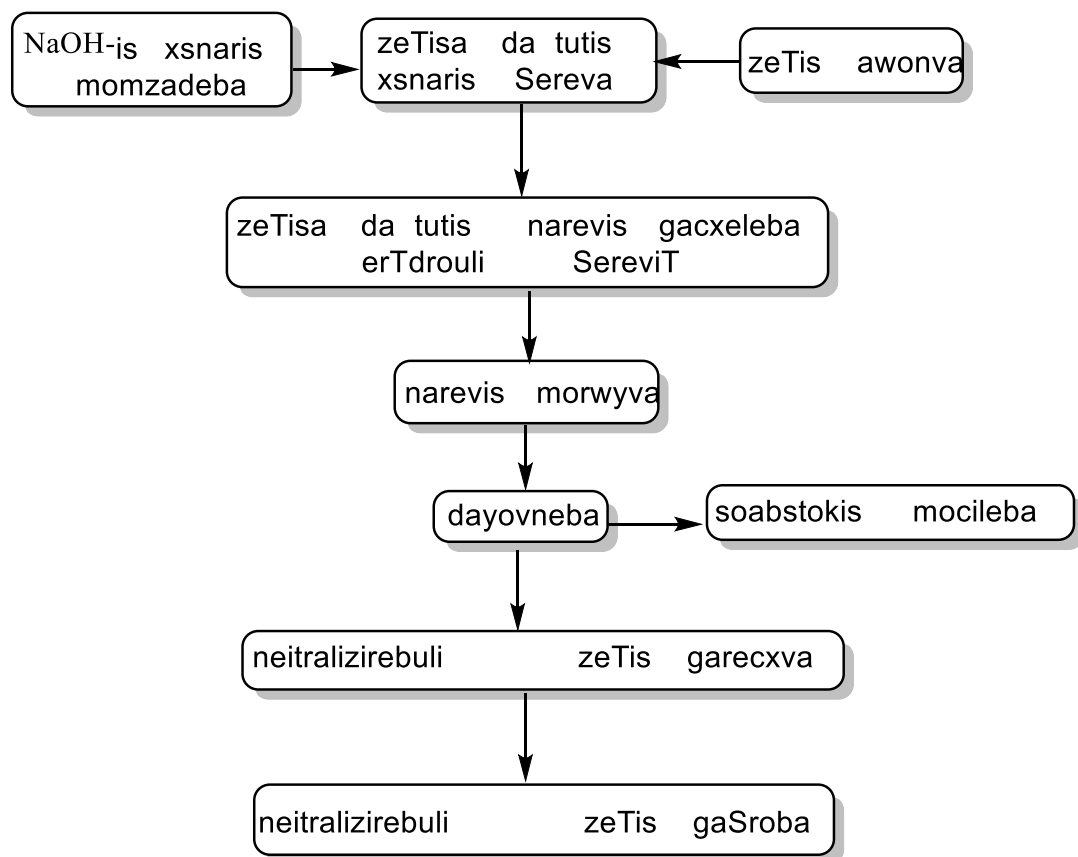 NaOH-is xsnaris
momzadeba
zeTisa da tutis
xsnaris Sereva
zeTis awonva
zeTisa da tutis narevis gacxeleba
erTdrouli SereviT
narevis morwyva
dayovneba
soabstokis mocileba
neitralizirebuli zeTis garecxva
neitralizirebuli zeTis gaSroba